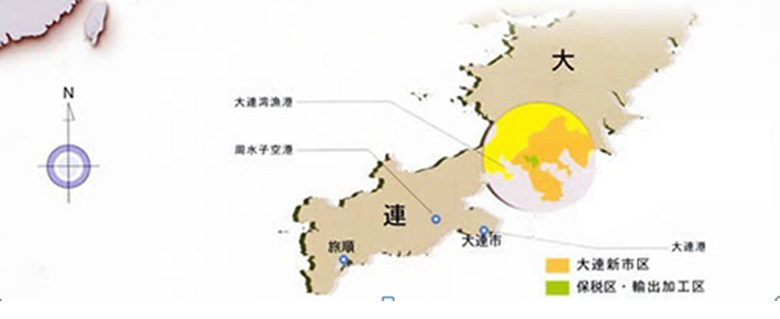 大
大連湾漁港
N
周水子空港
連
旅順
大連市
大連港
大連新市区
保税区・輸出加工区